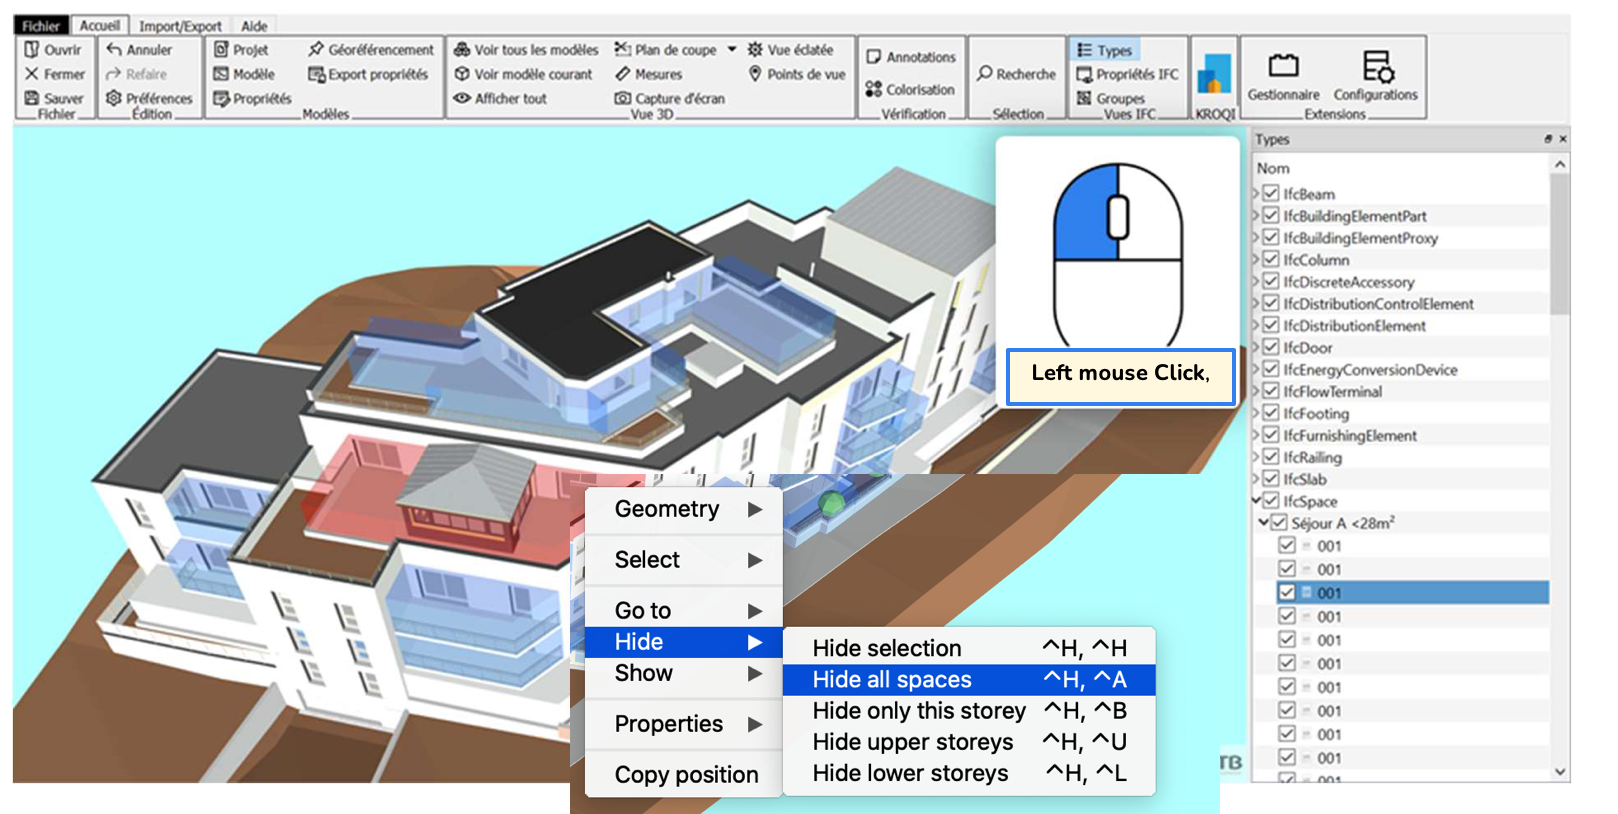 Fichier Accueil Import/Export Aide
Ouvrir Annuler Projet Géoréférencement Voir tous les modèles Plan de coupe Vue éclatée Annotations Types
Fermer Refaire Modèle Export propriétés Voir modèle courant Mesures Points de vue Recherche Propriétés IFC
Sauver Préférences Propriétés Afficher tout Capture d'écran Colorisation Groupes Gestionnaire Configurations
Fichier Édition Modèles Vue 3D Vérification Sélection Vues IFC KROQI Extensions
Types
Nom
IfcBeam
IfcBuildingElementPart
IfcBuildingElementProxy
IfcColumn
IfcDiscreteAccessory
IfcDistributionControlElement
IfcDistributionElement
IfcDoor
IfcEnergyConversionDevice
IfcFlowTerminal
IfcFooting
IfcFurnishingElement
IfcRailing
IfcSlab
IfcSpace
Séjour A <28m²
001
001
001
001
001
001
001
001
001
001
001
Left mouse Click,
Geometry
Select
Go to
Hide
Show
Properties
Copy position
Hide selection ^H, ^H
Hide all spaces ^H, ^A
Hide only this storey ^H, ^B
Hide upper storeys ^H, ^U
Hide lower storeys ^H, ^L
TB